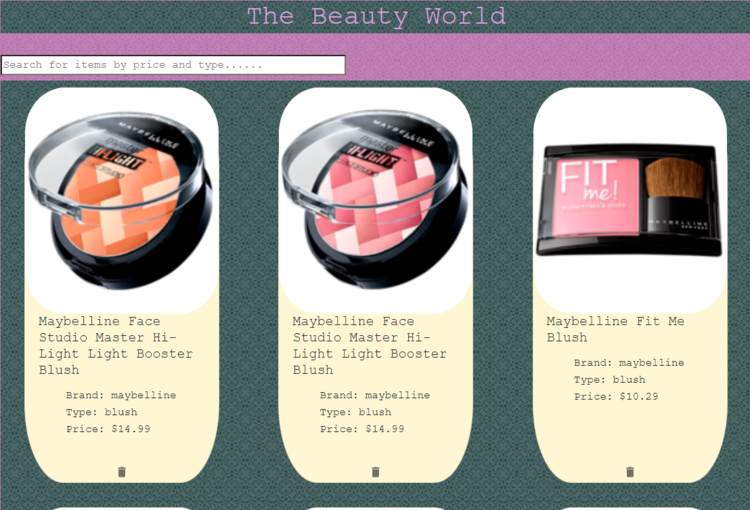 The Beauty World
Search for items by price and type......
MAYBELLINE
HI-LIGHT
MAYBELLINE
HI-LIGHT
FIT
me!
MAYBELLINE
Maybelline Face
Studio Master Hi-
Light Light Booster
Blush
Brand: maybelline
Type: blush
Price: $14.99
Maybelline Face
Studio Master Hi-
Light Light Booster
Blush
Brand: maybelline
Type: blush
Price: $14.99
Maybelline Fit Me
Blush
Brand: maybelline
Type: blush
Price: $10.29